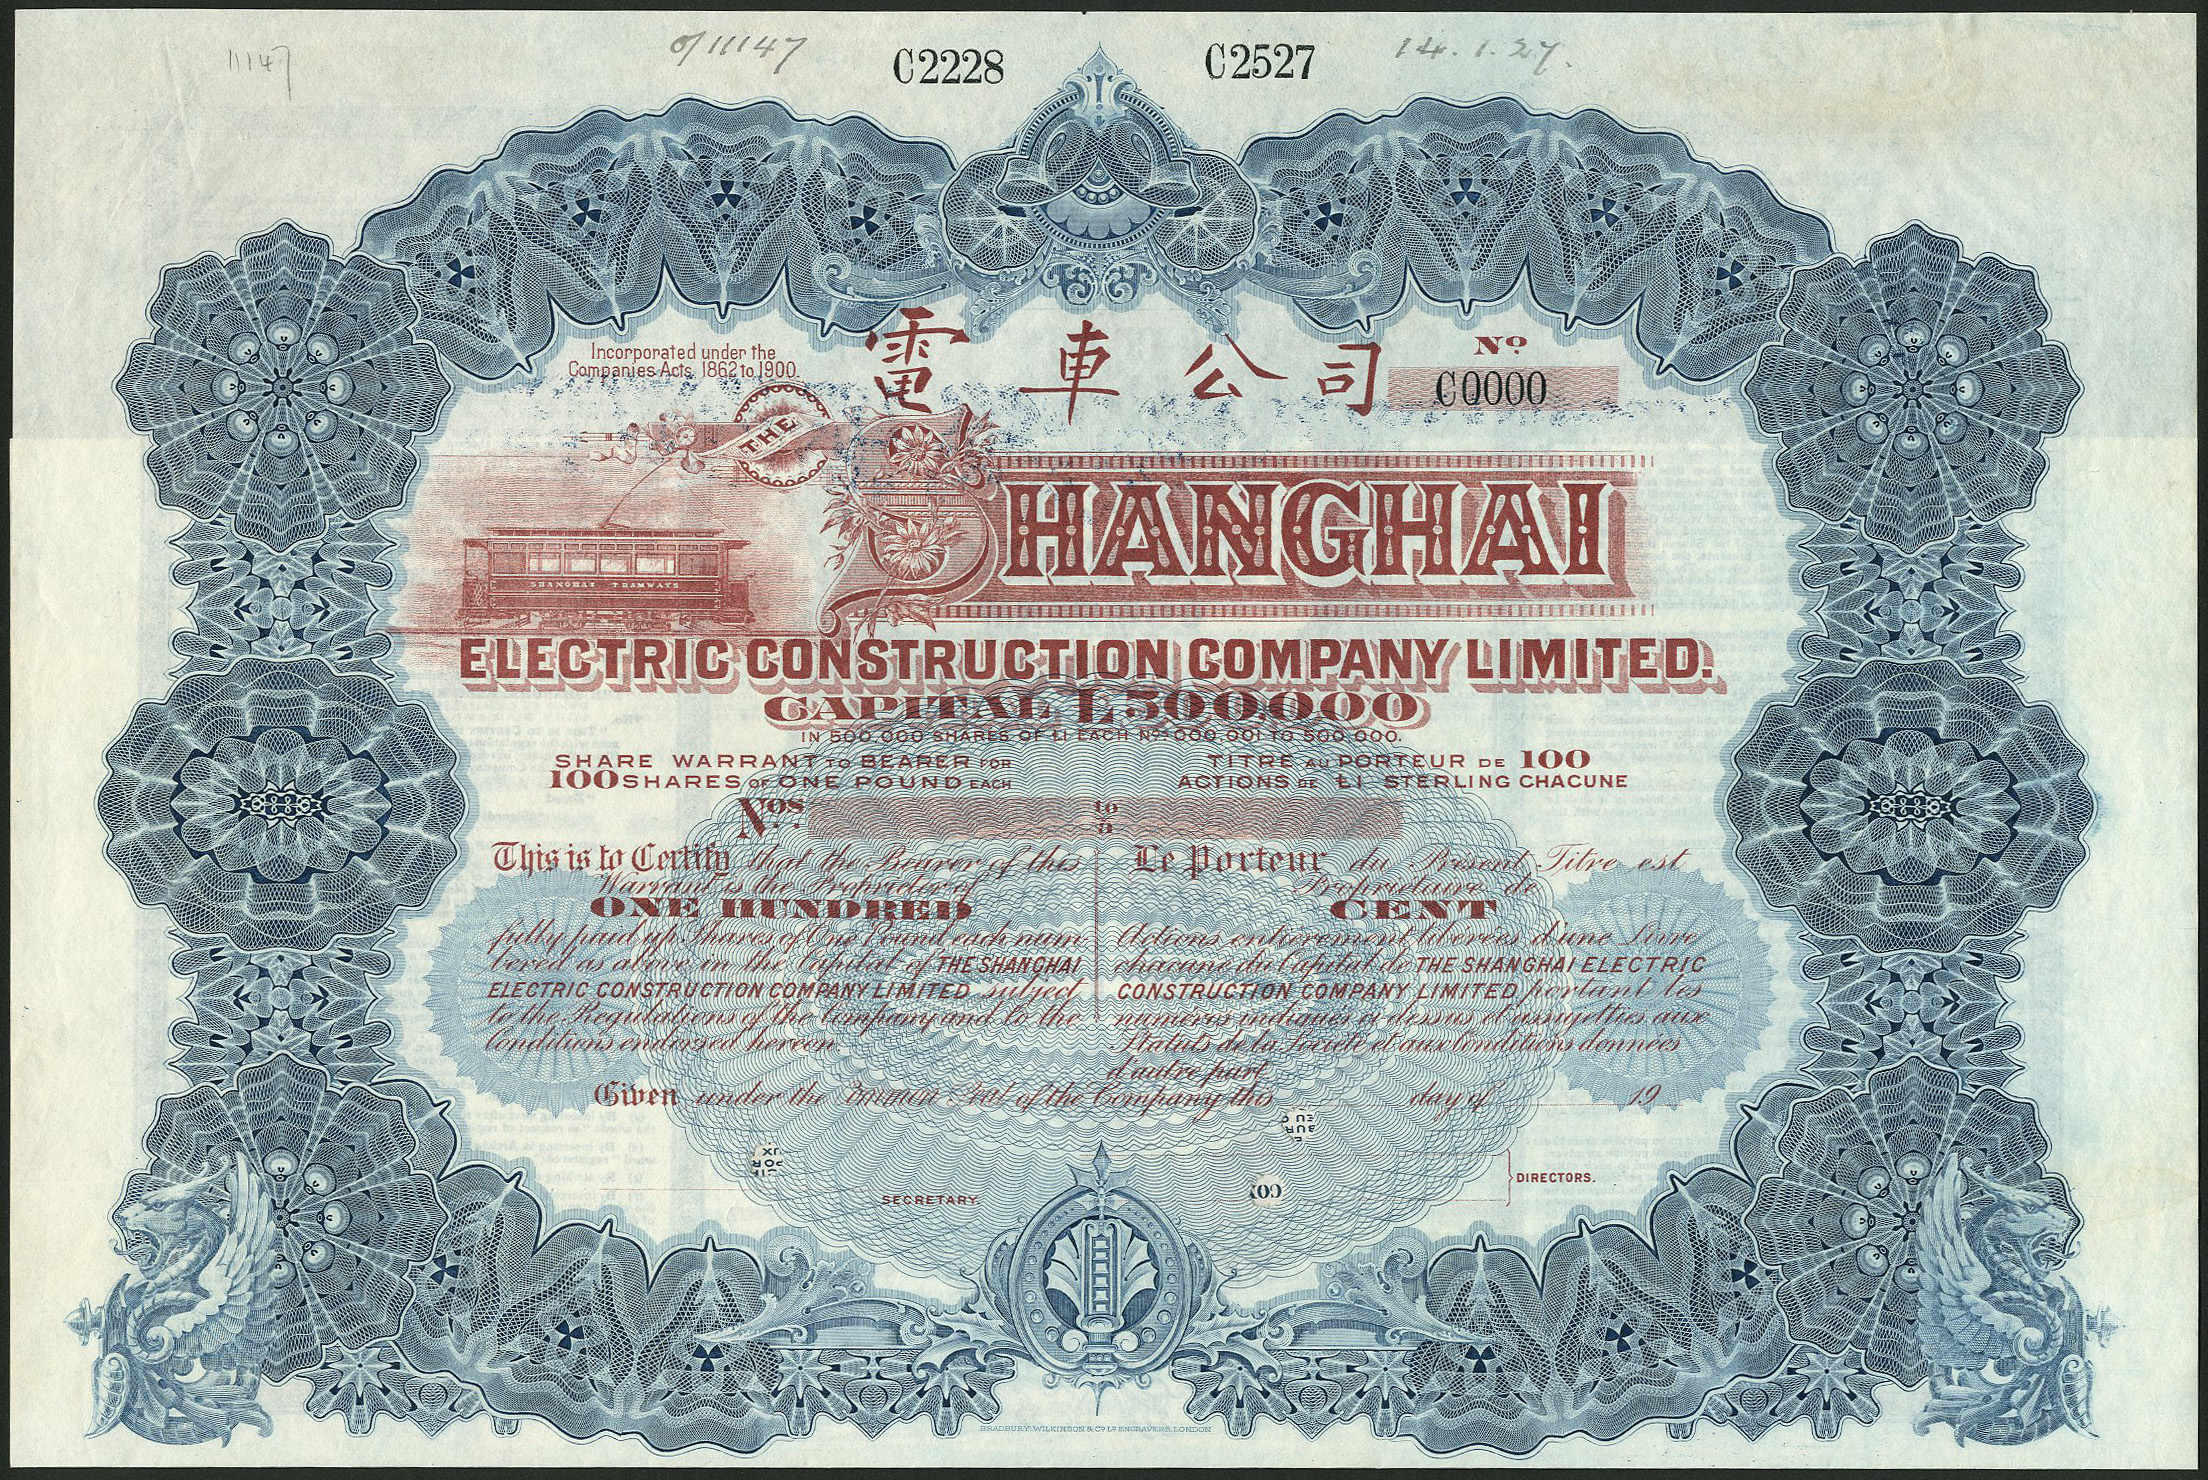 11147
O/11147
C2228
C2527
14.1.27.
電 車 公 司
Incorporated under the
Companies Acts, 1862 to 1900.
Nº
C0000
THE
SHANGHAI
SHANGHAI TRAMWAYS
ELECTRIC CONSTRUCTION COMPANY LIMITED.
CAPITAL £500,000
IN 500,000 SHARES OF £1 EACH Nos 000,001 TO 500,000.
SHARE WARRANT TO BEARER FOR
100 SHARES OF ONE POUND EACH
TITRE AU PORTEUR DE 100
ACTIONS DE £1 STERLING CHACUNE
Nos. to
à
This is to Certify that the Bearer of this
Warrant is the Proprietor of
ONE HUNDRED
fully paid up Shares of One Pound each num
bered as above in the Capital of THE SHANGHAI
ELECTRIC CONSTRUCTION COMPANY LIMITED subject
to the Regulations of the Company and to the
Conditions endorsed hereon.
Le Porteur du Présent Titre est
Propriétaire de
CENT
Actions entièrement libérées d'une Livre
chacune du Capital de THE SHANGHAI ELECTRIC
CONSTRUCTION COMPANY LIMITED portant les
numéros indiqués ci dessus et assujetties aux
Statuts de la Société et aux Conditions données
d'autre part.
Given under the Common Seal of the Company this day of 19
SECRETARY.
DIRECTORS.
BRADBURY, WILKINSON & Co Ld ENGRAVERS, LONDON